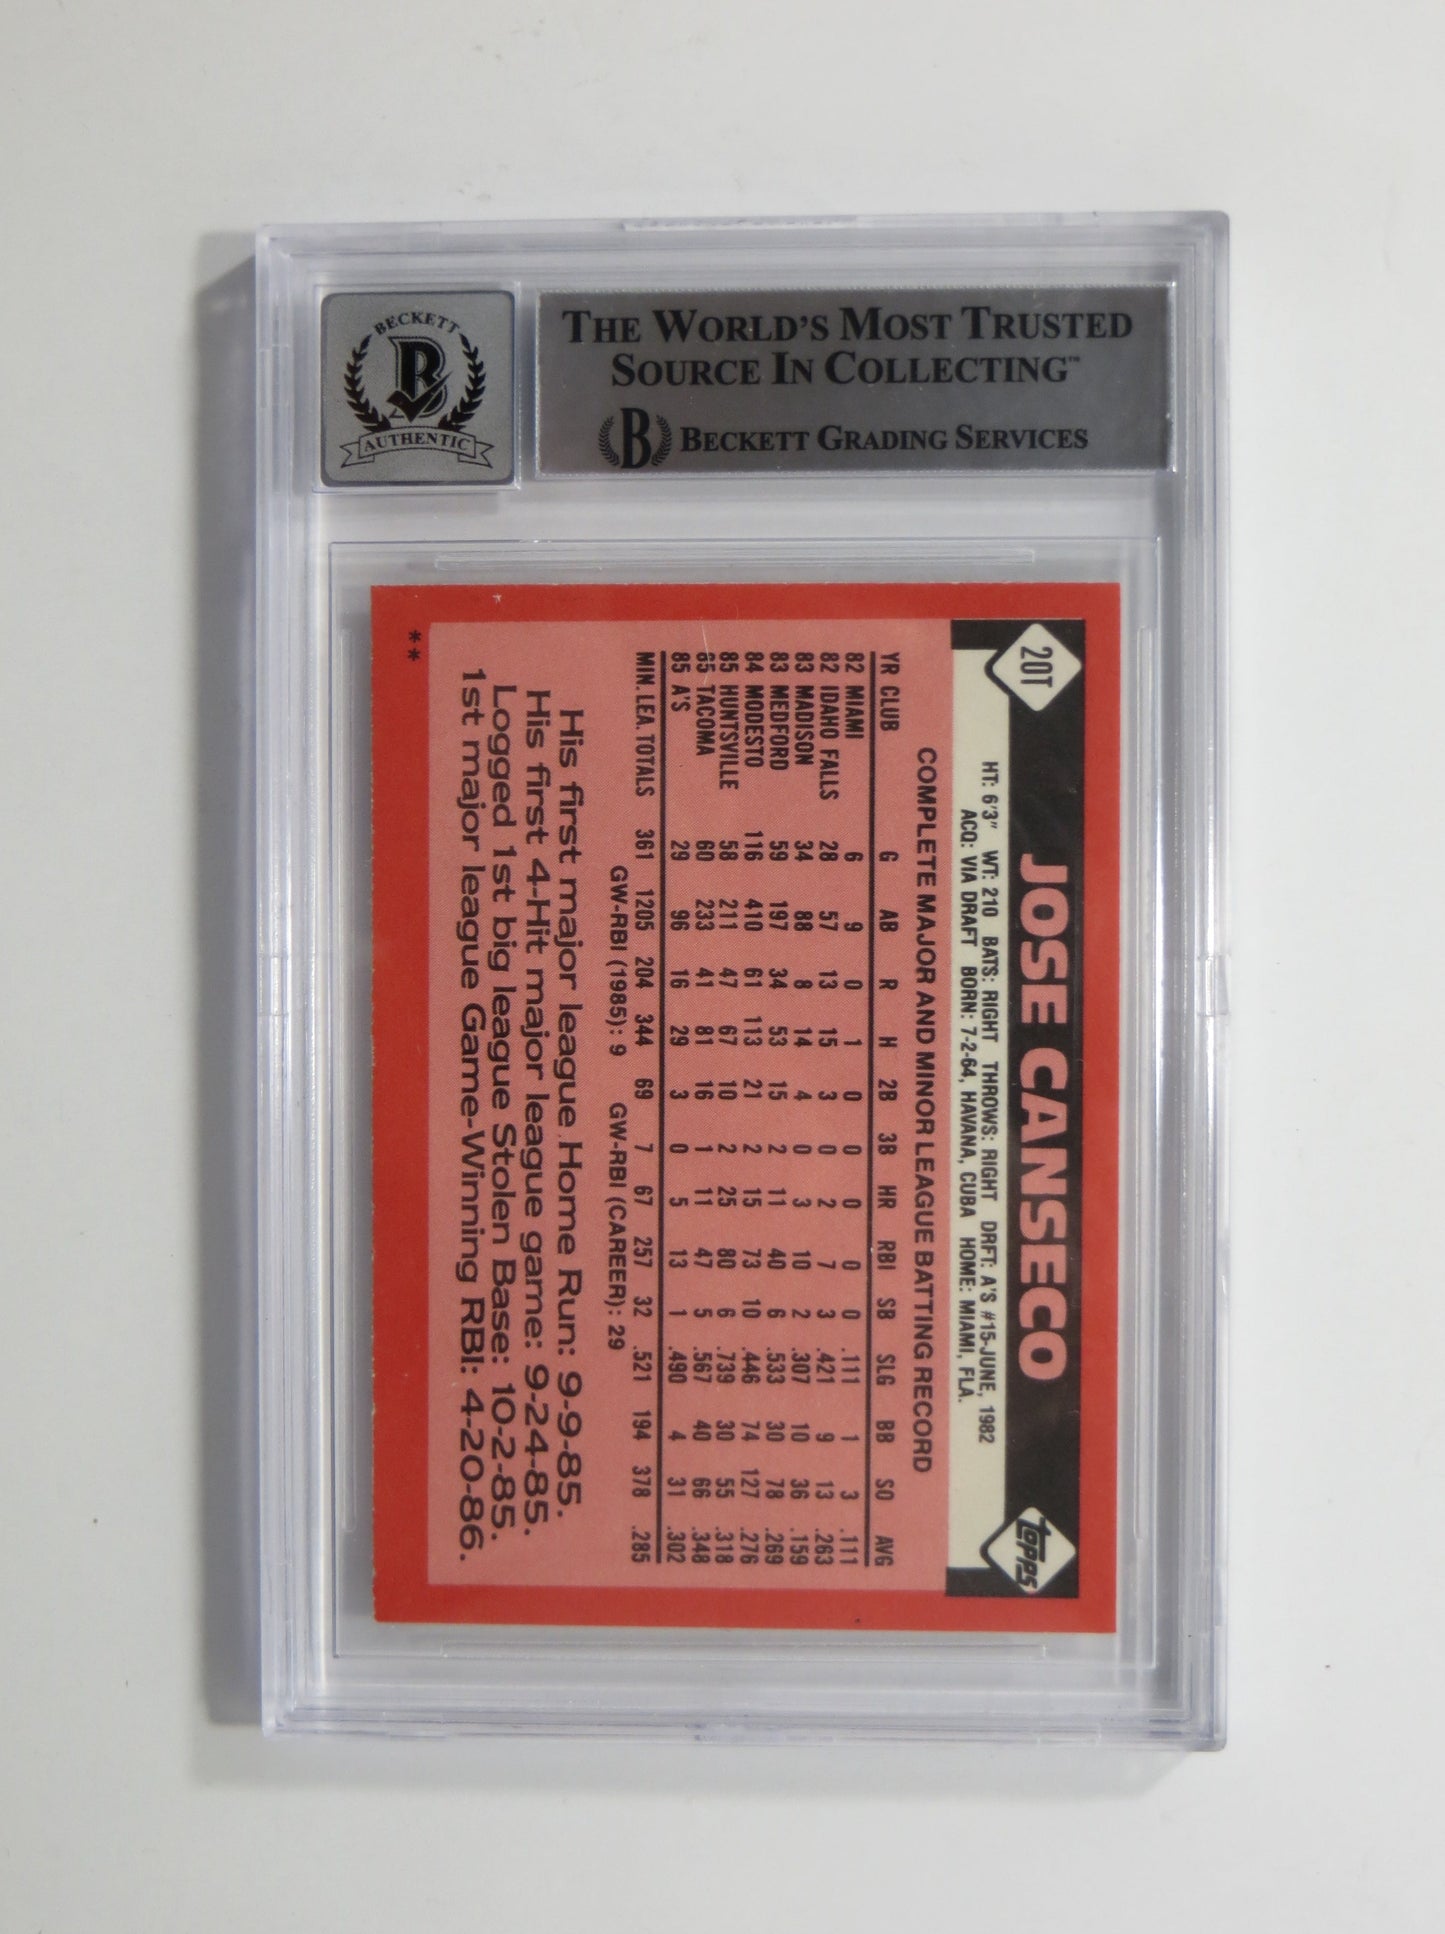 BECKETT
B
AUTHENTIC
THE WORLD'S MOST TRUSTED
SOURCE IN COLLECTING™
B BECKETT GRADING SERVICES
20T
JOSE CANSECO
topps
HT: 6'3" WT: 210 BATS: RIGHT THROWS: RIGHT DRFT: A'S #15-JUNE, 1982
ACQ: VIA DRAFT BORN: 7-2-64, HAVANA, CUBA HOME: MIAMI, FLA.
COMPLETE MAJOR AND MINOR LEAGUE BATTING RECORD
YR CLUB G AB R H 2B 3B HR RBI SB SLG BB SO AVG
82 MIAMI 6 9 0 1 0 0 0 0 0 .111 1 3 .111
82 IDAHO FALLS 28 57 13 15 3 0 2 7 3 .421 9 13 .263
83 MADISON 34 88 8 14 4 0 3 10 2 .307 10 36 .159
83 MEDFORD 59 197 34 53 15 2 11 40 6 .533 30 78 .269
84 MODESTO 116 410 61 113 21 2 15 73 10 .446 74 127 .276
85 HUNTSVILLE 58 211 47 67 10 2 25 80 6 .739 30 55 .318
85 TACOMA 60 233 41 81 16 1 11 47 5 .567 40 66 .348
85 A'S 29 96 16 29 3 0 5 13 1 .490 4 31 .302
MIN. LEA. TOTALS 361 1205 204 344 69 7 67 257 32 .521 194 378 .285
GW-RBI (1985): 9 GW-RBI (CAREER): 29
His first major league Home Run: 9-9-85.
His first 4-Hit major league game: 9-24-85.
Logged 1st big league Stolen Base: 10-2-85.
1st major league Game-Winning RBI: 4-20-86.
**